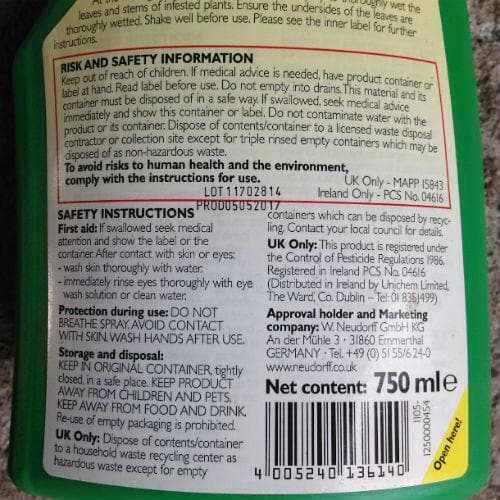 thoroughly wet the
leaves and stems of infested plants. Ensure the undersides of the leaves are
thoroughly wetted. Shake well before use. Please see the inner label for further
instructions.
RISK AND SAFETY INFORMATION
Keep out of reach of children. If medical advice is needed, have product container or
label at hand. Read label before use. Do not empty into drains. This material and its
container must be disposed of in a safe way. If swallowed, seek medical advice
immediately and show this container or label. Do not contaminate water with the
product or its container. Dispose of contents/container to a licensed waste disposal
contractor or collection site except for triple rinsed empty containers which may be
disposed of as non-hazardous waste.
To avoid risks to human health and the environment,
comply with the instructions for use.
UK Only - MAPP 15843
Ireland Only - PCS No. 04616
LOT11702814
PROD05052017
SAFETY INSTRUCTIONS
First aid: If swallowed seek medical
attention and show the label or the
container. After contact with skin or eyes:
- wash skin thoroughly with water.
- immediately rinse eyes thoroughly with eye
wash solution or clean water.
Protection during use: DO NOT
BREATHE SPRAY. AVOID CONTACT
WITH SKIN. WASH HANDS AFTER USE.
Storage and disposal:
KEEP IN ORIGINAL CONTAINER, tightly
closed, in a safe place. KEEP PRODUCT
AWAY FROM CHILDREN AND PETS.
KEEP AWAY FROM FOOD AND DRINK.
Re-use of empty packaging is prohibited.
UK Only: Dispose of contents/container
to a household waste recycling center as
hazardous waste except for empty
containers which can be disposed by recyc-
ling. Contact your local council for details.
UK Only: This product is registered under
the Control of Pesticide Regulations 1986.
Registered in Ireland PCS No. 04616
(Distributed in Ireland by Unichem Limited,
The Ward, Co. Dublin – Tel: 01 8351499)
Approval holder and Marketing
company: W. Neudorff GmbH KG
An der Mühle 3 · 31860 Emmerthal
GERMANY · Tel. +49 (0) 51 55/6 24-0
www.neudorff.co.uk
Net content: 750 ml e
1105-
1250000454
Open here!
4 005240 136140